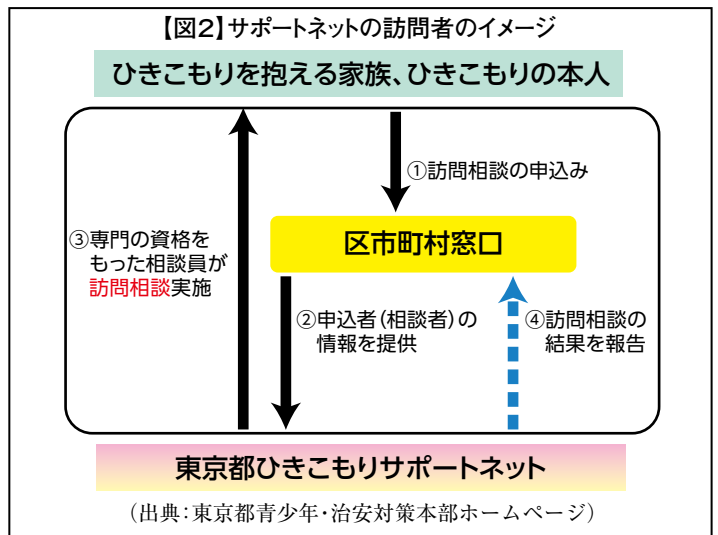 【図2】サポートネットの訪問者のイメージ
ひきこもりを抱える家族、ひきこもりの本人
①訪問相談の申込み
区市町村窓口
③専門の資格を
もった相談員が
訪問相談実施
②申込者(相談者)の
情報を提供
④訪問相談の
結果を報告
東京都ひきこもりサポートネット
(出典:東京都青少年・治安対策本部ホームページ)